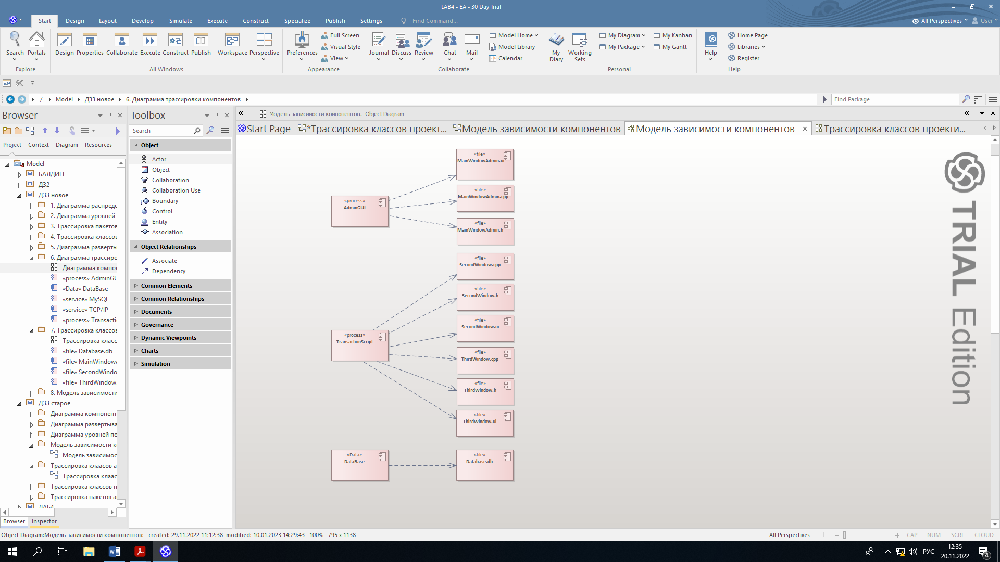 LAB4 - EA - 30 Day Trial
Start Design Layout Develop Simulate Execute Construct Specialize Publish Settings Find Command... All Perspectives User
Search Portals Design Properties Collaborate Execute Construct Publish Workspace Perspective Preferences Journal Discuss Review Chat Mail My Diary Working Sets Help
Full Screen
Visual Style
View
Model Home
Model Library
Calendar
My Diagram
My Package
My Kanban
My Gantt
Home Page
Libraries
Register
Explore All Windows Appearance Collaborate Personal Help
/ Model ДЗ3 новое 6. Диаграмма трассировки компонентов Find Package
Browser
Project Context Diagram Resources
Model
БАЛДИН
ДЗ2
ДЗ3 новое
1. Диаграмма распреде
2. Диаграмма уровней
3. Трассировка пакетов
4. Трассировка классов
5. Диаграмма разверты
6. Диаграмма трассиро
Диаграмма компо
«process» AdminGU
«Data» DataBase
«service» MySQL
«service» TCP/IP
«process» Transacti
7. Трассировка классов
Трассировка класс
«file» Database.db
«file» MainWindowA
«file» SecondWindo
«file» ThirdWindow
8. Модель зависимости
ДЗ3 старое
Диаграмма компонент
Диаграмма развертыва
Диаграмма уровней по
Модель зависимости к
Модель зависимос
Трассировка клаасов а
Трассировка клаас
Трассировка классов п
Трассировка пакетов а
ЛАБ4
Browser Inspector
Toolbox
Search
Object
Actor
Object
Collaboration
Collaboration Use
Boundary
Control
Entity
Association
Object Relationships
Associate
Dependency
Common Elements
Common Relationships
Documents
Governance
Dynamic Viewpoints
Charts
Simulation
Модель зависимости компонентов. Object Diagram
Start Page *Трассировка классов проект... Модель зависимости компонентов Модель зависимости компонентов Трассировка классов проекти...
«file»
MainWindowAdmin.ui
«file»
MainWindowAdmin.cpp
«process»
AdminGUI
«file»
MainWindowAdmin.h
«file»
SecondWindow.cpp
«file»
SecondWindow.h
«file»
SecondWindow.ui
«process»
TransactionScript
«file»
ThirdWindow.cpp
«file»
ThirdWindow.h
«file»
ThirdWindow.ui
«Data»
DataBase
«file»
Database.db
TRIAL Edition
Object Diagram:Модель зависимости компонентов: created: 29.11.2022 11:12:38 modified: 10.01.2023 14:29:43 100% 795 x 1138 All Perspectives CAP NUM SCRL CLOUD
РУС
12:35
20.11.2022
4